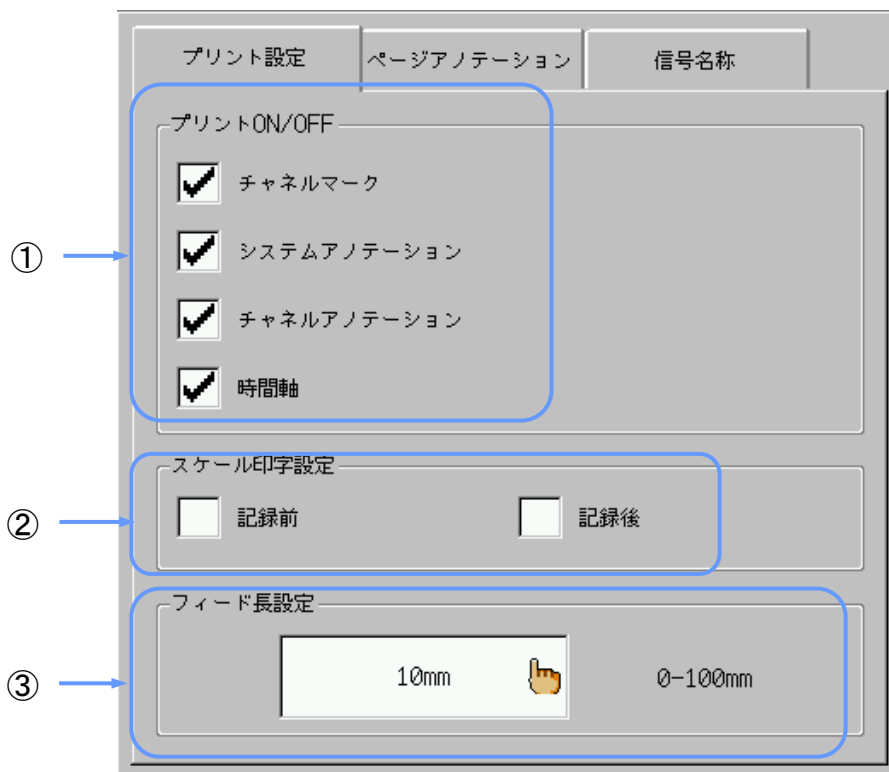 プリント設定 ページアノテーション 信号名称
プリントON/OFF
チャネルマーク
① システムアノテーション
チャネルアノテーション
時間軸
スケール印字設定
② 記録前 記録後
フィード長設定
③ 10mm 0-100mm